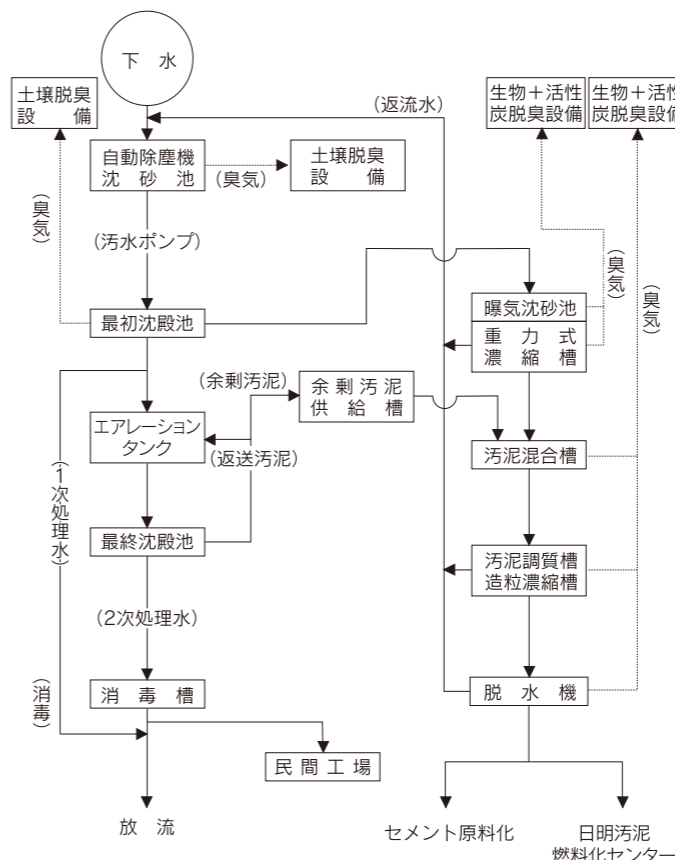 下 水
土壌脱臭
設 備
(返流水)
生物＋活性
炭脱臭設備
生物＋活性
炭脱臭設備
自動除塵機
沈 砂 池
(臭気)
土壌脱臭
設 備
(臭気)
(汚水ポンプ)
(臭気)
(臭気)
曝気沈砂池
最初沈殿池
重 力 式
濃 縮 槽
(余剰汚泥)
余 剰 汚 泥
供 給 槽
エアレーション
タンク
(返送汚泥)
汚泥混合槽
(1次処理水)
最終沈殿池
汚泥調質槽
造粒濃縮槽
(2次処理水)
(消毒)
消 毒 槽
脱 水 機
民 間 工 場
放 流
セメント原料化
日明汚泥
燃料化センター